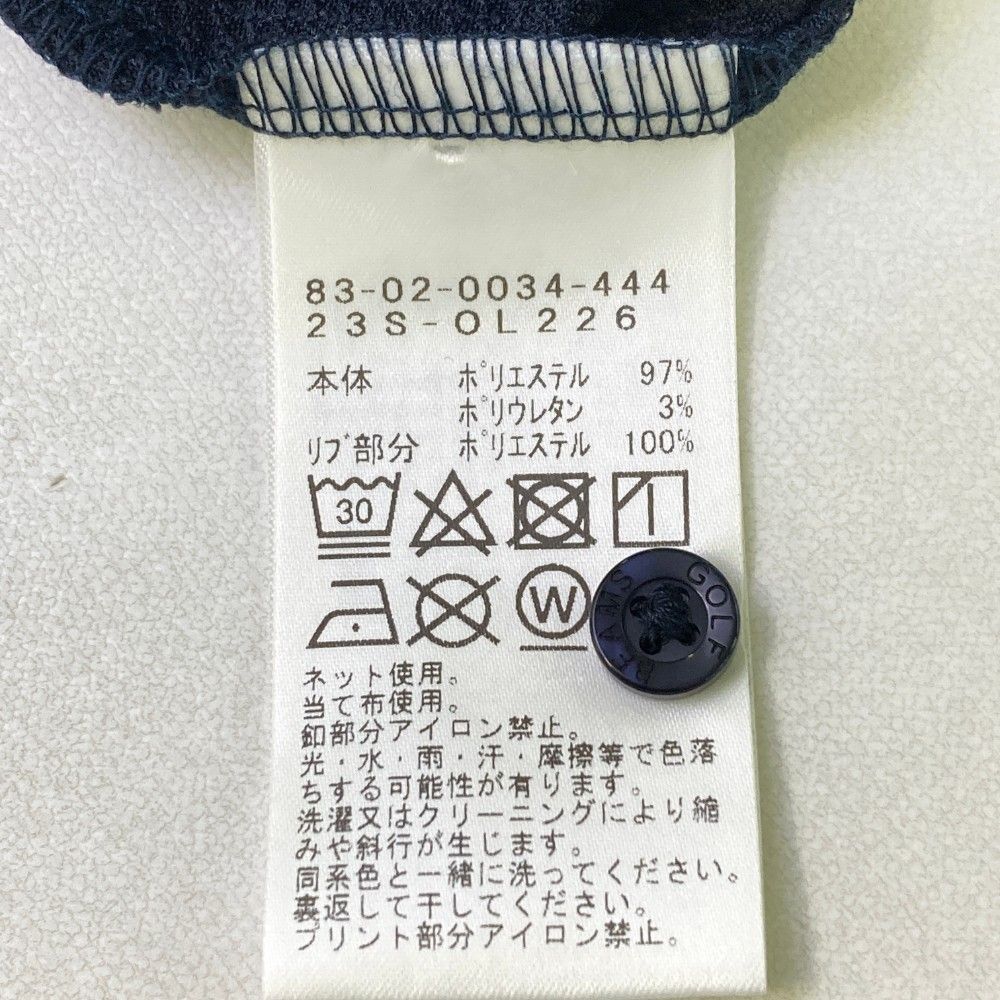 83-02-0034-444
23S-OL226
本体 ポリエステル 97%
ポリウレタン 3%
リブ部分 ポリエステル 100%
30
W
GOLF
BEAMS
ネット使用。
当て布使用。
釦部分アイロン禁止。
光・水・雨・汗・摩擦等で色落
ちする可能性が有ります。
洗濯又はクリーニングにより縮
みや斜行が生じます。
同系色と一緒に洗ってください。
裏返して干してください。
プリント部分アイロン禁止。